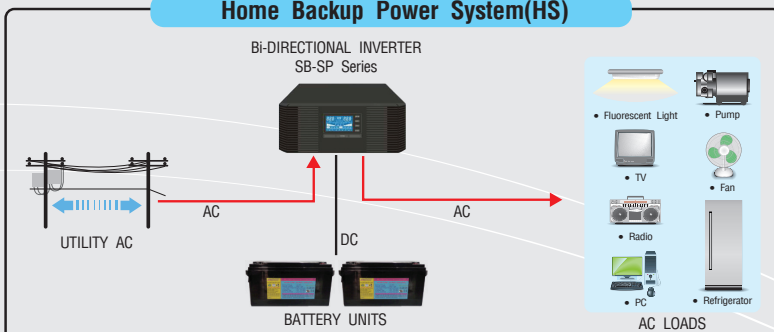 Home Backup Power System(HS)
Bi-DIRECTIONAL INVERTER
SB-SP Series
UTILITY AC
AC
DC
AC
BATTERY UNITS
• Fluorescent Light
• Pump
• TV
• Fan
• Radio
• PC
• Refrigerator
AC LOADS